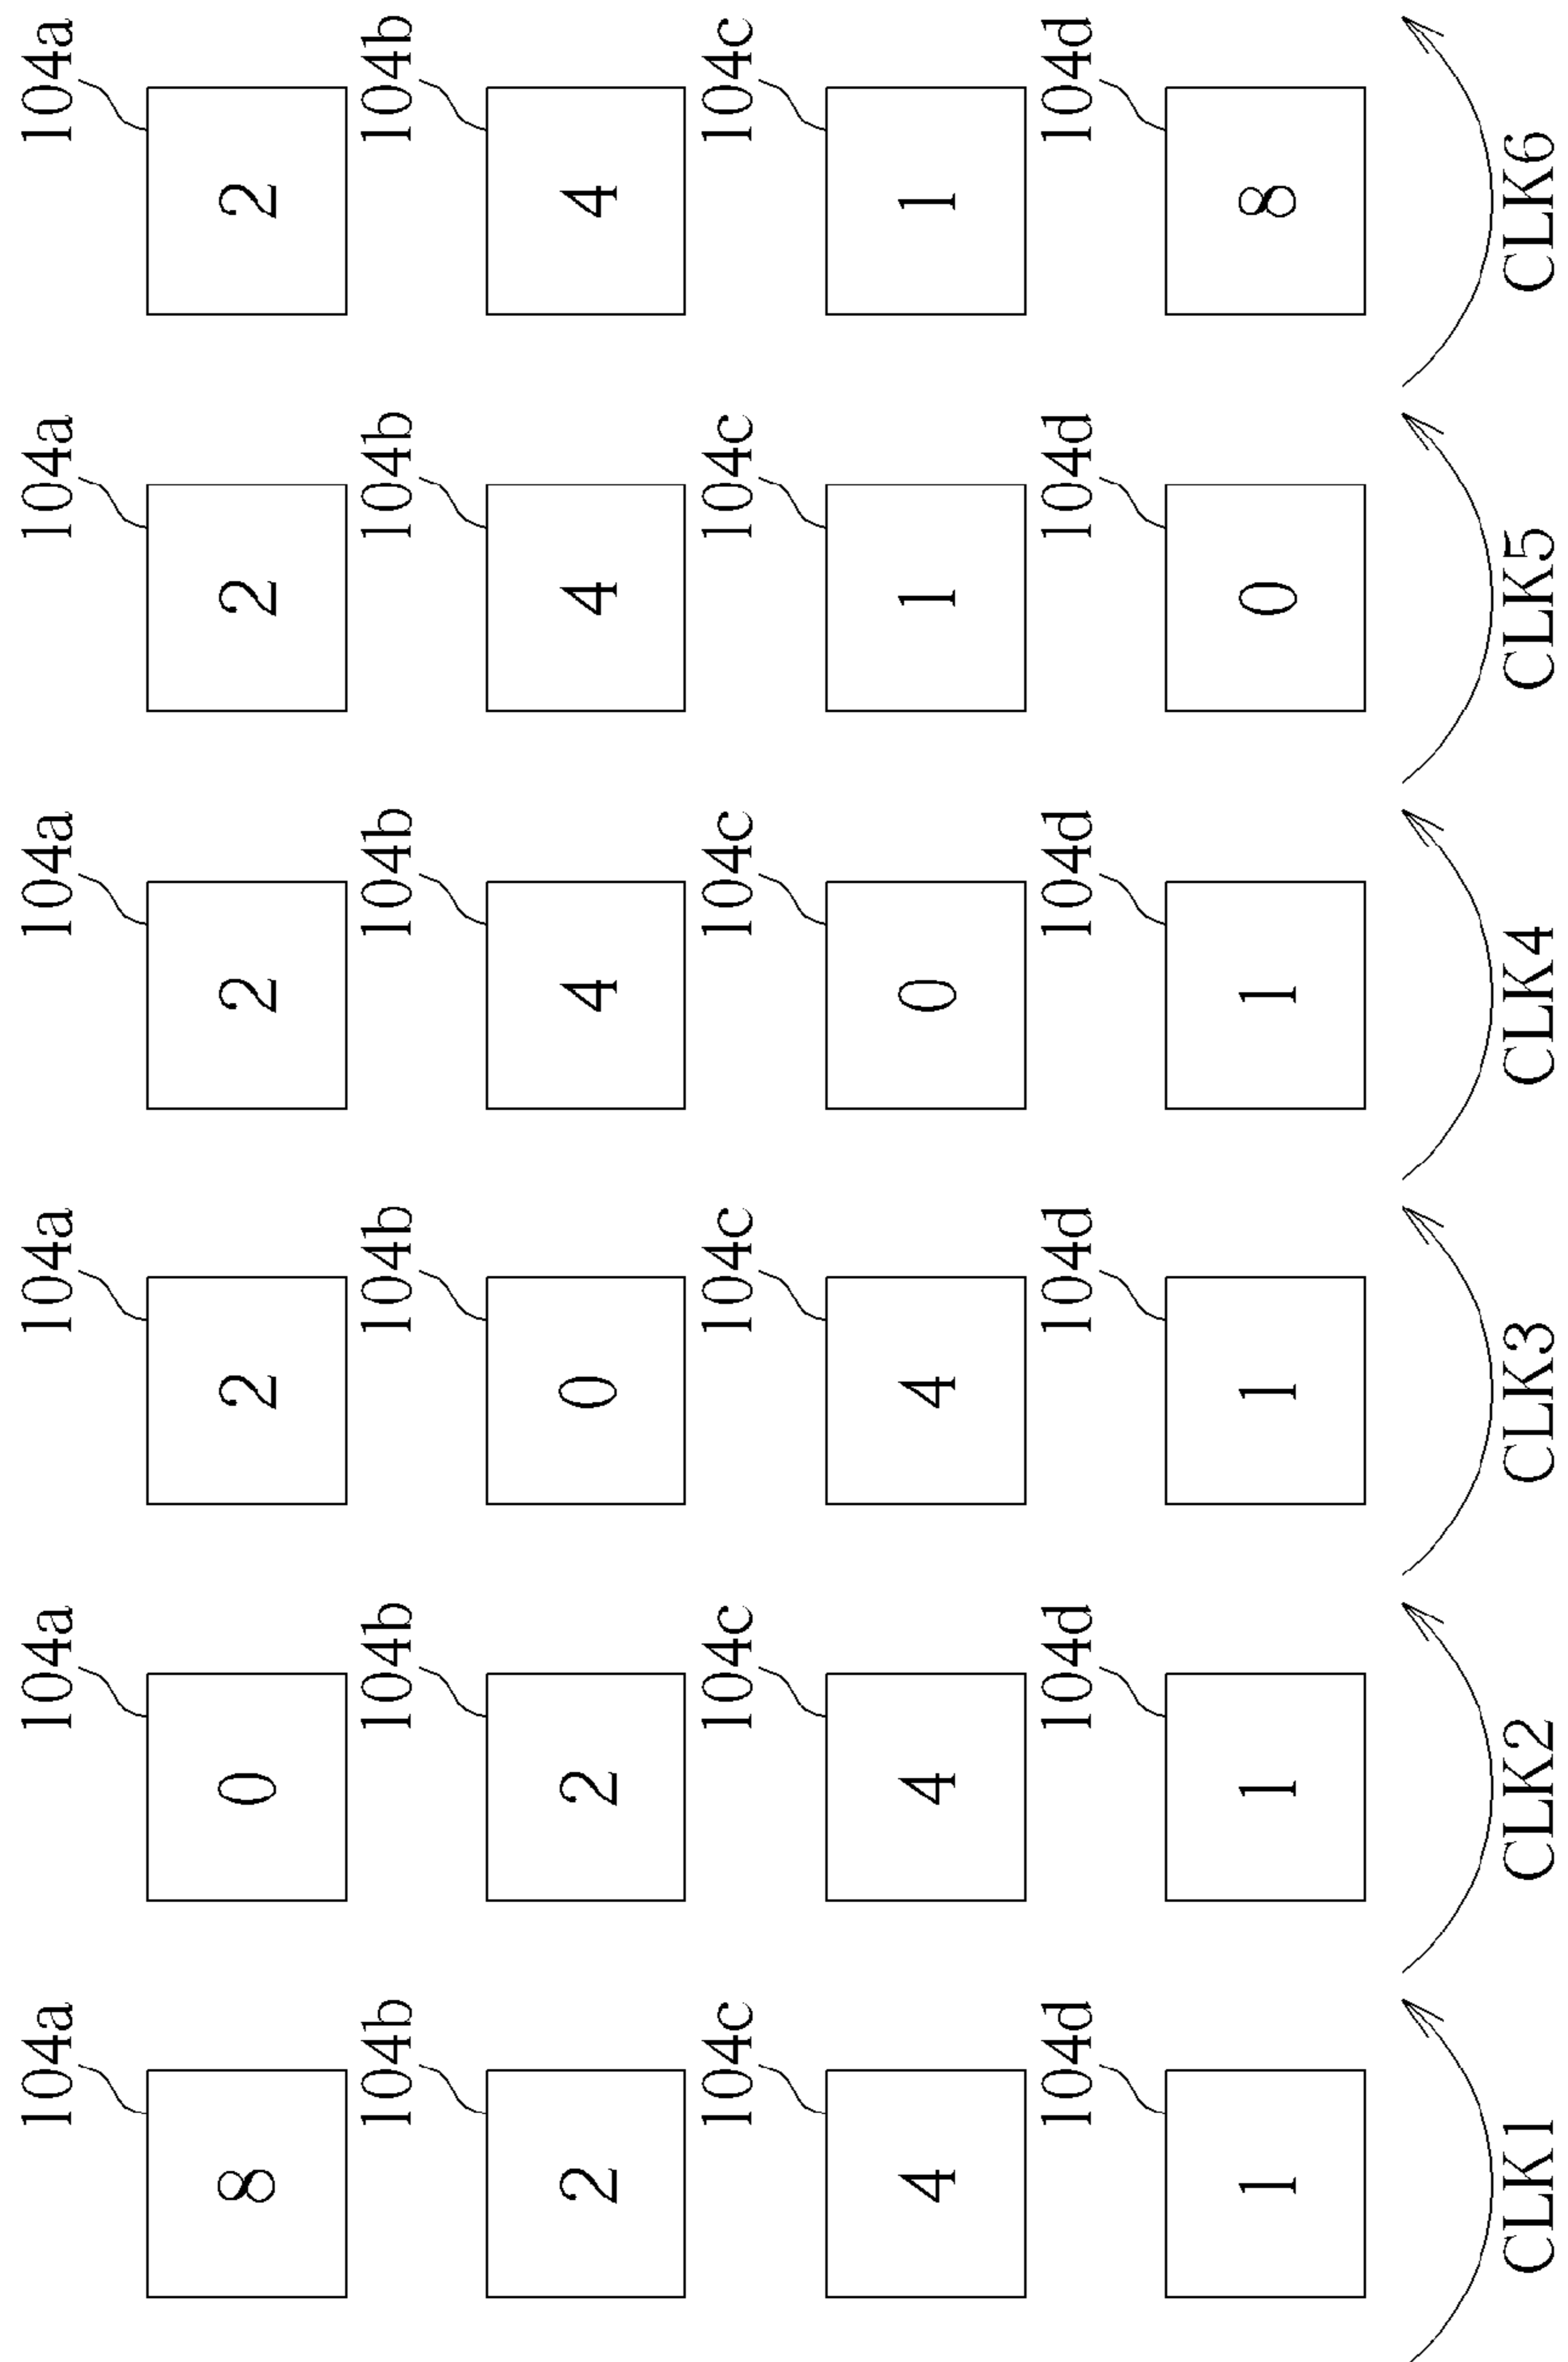 104a 104a 104a 104a 104a 104a
8 0 2 2 2 2
104b 104b 104b 104b 104b 104b
2 2 0 4 4 4
104c 104c 104c 104c 104c 104c
4 4 4 0 1 1
104d 104d 104d 104d 104d 104d
1 1 1 1 0 8
CLK1 CLK2 CLK3 CLK4 CLK5 CLK6